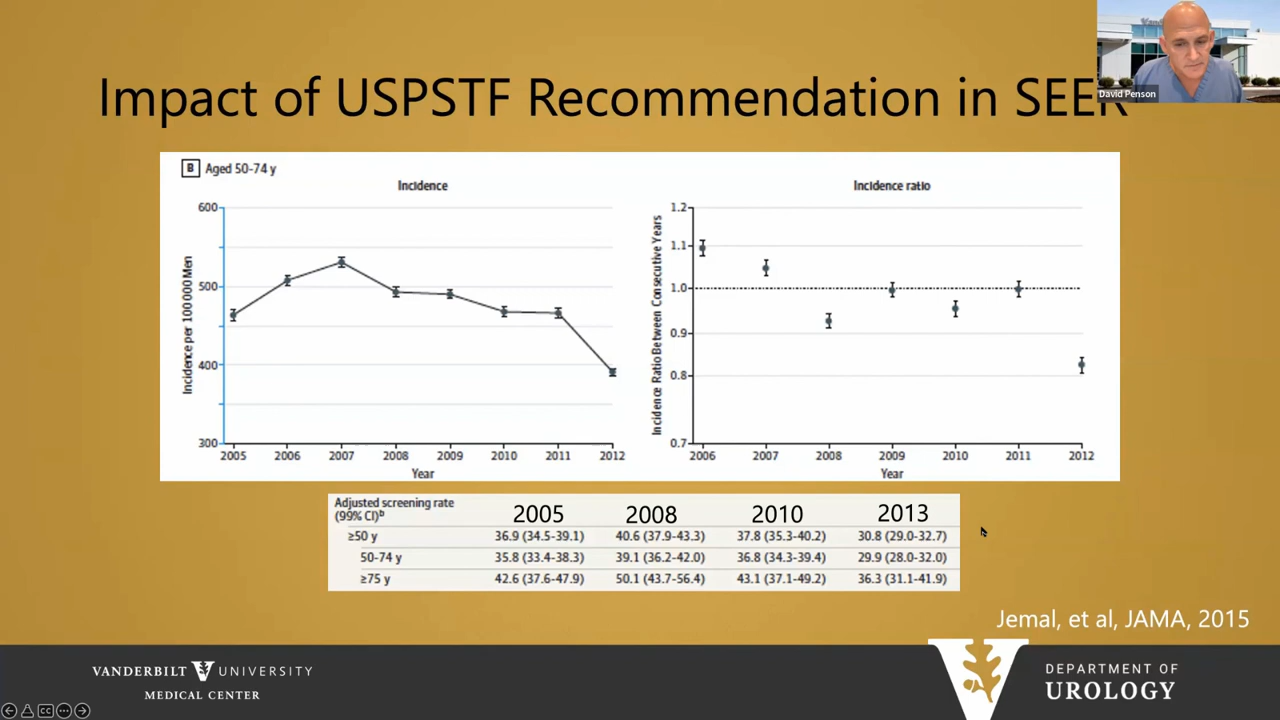 Impact of USPSTF Recommendation in SEER
Vand
David Penson
B Aged 50-74 y
Incidence
Incidence per 100 000 Men
600
500
400
300
2005 2006 2007 2008 2009 2010 2011 2012
Year
Incidence ratio
Incidence Ratio Between Consecutive Years
1.2
1.1
1.0
0.9
0.8
0.7
2006 2007 2008 2009 2010 2011 2012
Year
Adjusted screening rate
(99% CI)b 2005 2008 2010 2013
≥50 y 36.9 (34.5-39.1) 40.6 (37.9-43.3) 37.8 (35.3-40.2) 30.8 (29.0-32.7)
50-74 y 35.8 (33.4-38.3) 39.1 (36.2-42.0) 36.8 (34.3-39.4) 29.9 (28.0-32.0)
≥75 y 42.6 (37.6-47.9) 50.1 (43.7-56.4) 43.1 (37.1-49.2) 36.3 (31.1-41.9)
Jemal, et al, JAMA, 2015
VANDERBILT V UNIVERSITY
MEDICAL CENTER
DEPARTMENT OF
UROLOGY